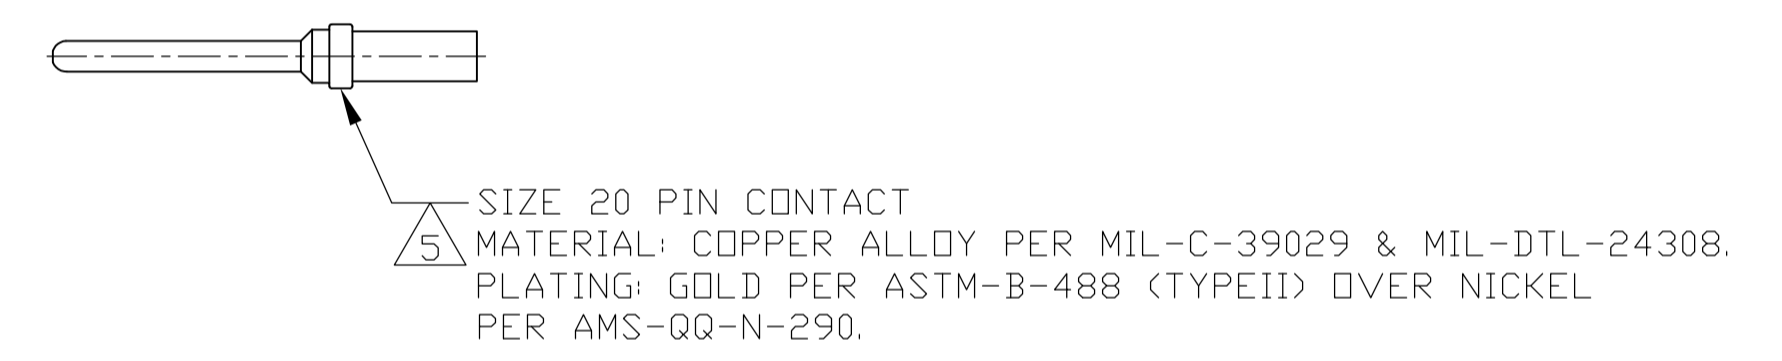 SIZE 20 PIN CONTACT
5
MATERIAL: COPPER ALLOY PER MIL-C-39029 & MIL-DTL-24308.
PLATING: GOLD PER ASTM-B-488 (TYPEII) OVER NICKEL
PER AMS-QQ-N-290.